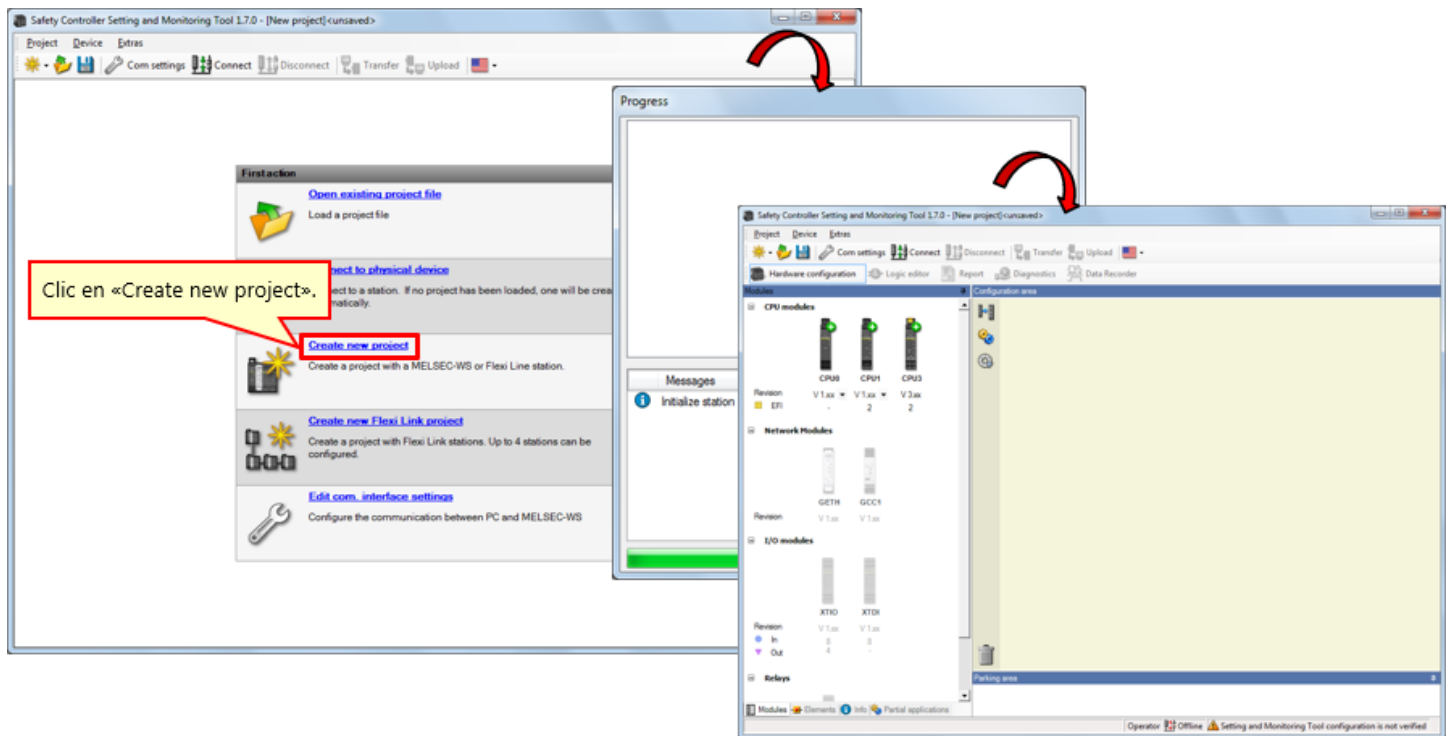 Safety Controller Setting and Monitoring Tool 1.7.0 - [New project]<unsaved>
Project Device Extras
Com settings Connect Disconnect Transfer Upload
First action
Open existing project file
Load a project file
nect to physical device
ect to a station. If no project has been loaded, one will be crea
matically.
Clic en «Create new project».
Create new project
Create a project with a MELSEC-WS or Flexi Line station.
Create new Flexi Link project
Create a project with Flexi Link stations. Up to 4 stations can be
configured.
Edit com. interface settings
Configure the communication between PC and MELSEC-WS
Progress
Messages
Initialize station
Safety Controller Setting and Monitoring Tool 1.7.0 - [New project]<unsaved>
Project Device Extras
Com settings Connect Disconnect Transfer Upload
Hardware configuration Logic editor Report Diagnostics Data Recorder
Modules
Configuration area
CPU modules
CPU0 CPU1 CPU3
Revision V 1.xx V 1.xx V 3.xx
EFI - 2 2
Network Modules
GETH GCC1
Revision V 1.xx V 1.xx
I/O modules
XTIO XTDI
Revision V 1.xx V 1.xx
In 8 8
Out 4 -
Relays
Parking area
Modules Elements Info Partial applications
Operator Offline Setting and Monitoring Tool configuration is not verified